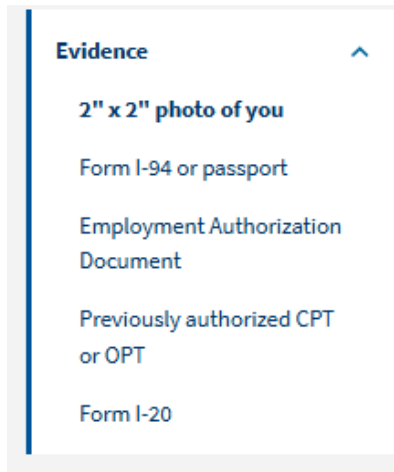 Evidence
2" x 2" photo of you
Form I-94 or passport
Employment Authorization
Document
Previously authorized CPT
or OPT
Form I-20